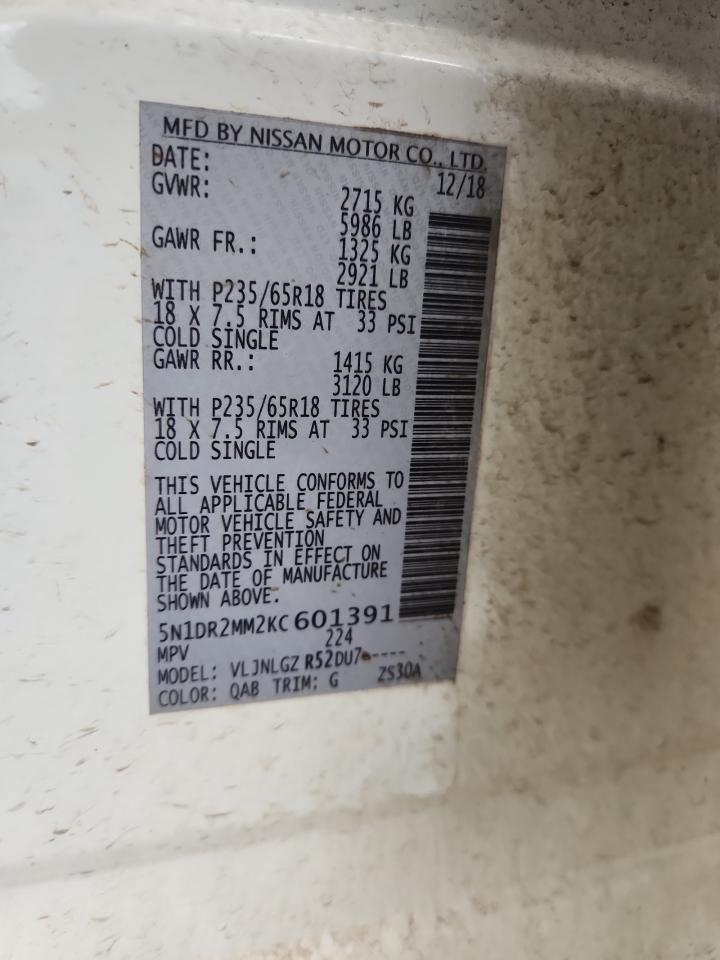 MFD BY NISSAN MOTOR CO., LTD.
DATE: 12/18
GVWR: 2715 KG
5986 LB
GAWR FR.: 1325 KG
2921 LB
WITH P235/65R18 TIRES
18 X 7.5 RIMS AT 33 PSI
COLD SINGLE
GAWR RR.: 1415 KG
3120 LB
WITH P235/65R18 TIRES
18 X 7.5 RIMS AT 33 PSI
COLD SINGLE
THIS VEHICLE CONFORMS TO
ALL APPLICABLE FEDERAL
MOTOR VEHICLE SAFETY AND
THEFT PREVENTION
STANDARDS IN EFFECT ON
THE DATE OF MANUFACTURE
SHOWN ABOVE.
5N1DR2MM2KC601391
MPV 224
MODEL: VLJNLGZ R52DU7-----
COLOR: QAB TRIM: G ZS30A